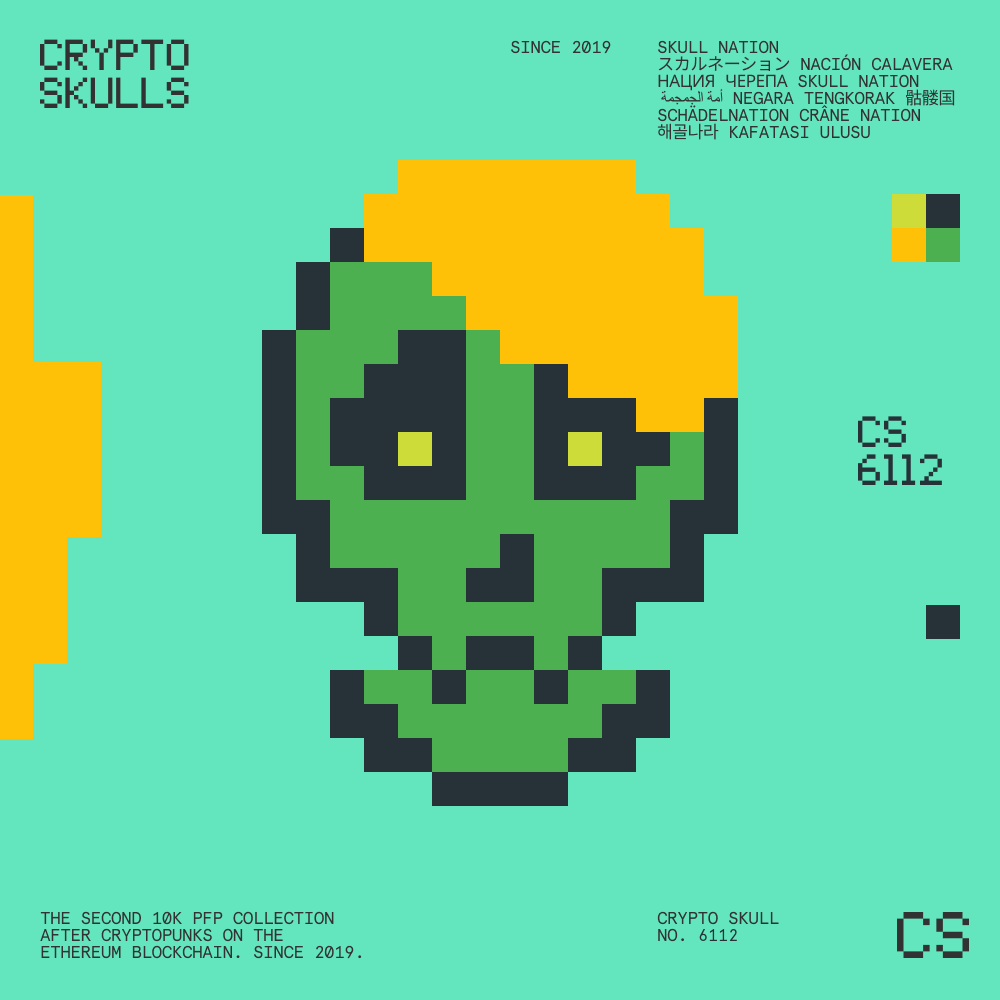 CRYPTO
SKULLS
SINCE 2019
SKULL NATION
スカルネーション NACIÓN CALAVERA
НАЦИЯ ЧЕРЕПА SKULL NATION
أمة الجمجمة NEGARA TENGKORAK 骷髅国
SCHÄDELNATION CRÂNE NATION
해골나라 KAFATASI ULUSU
CS
6112
THE SECOND 10K PFP COLLECTION
AFTER CRYPTOPUNKS ON THE
ETHEREUM BLOCKCHAIN. SINCE 2019.
CRYPTO SKULL
NO. 6112
CS